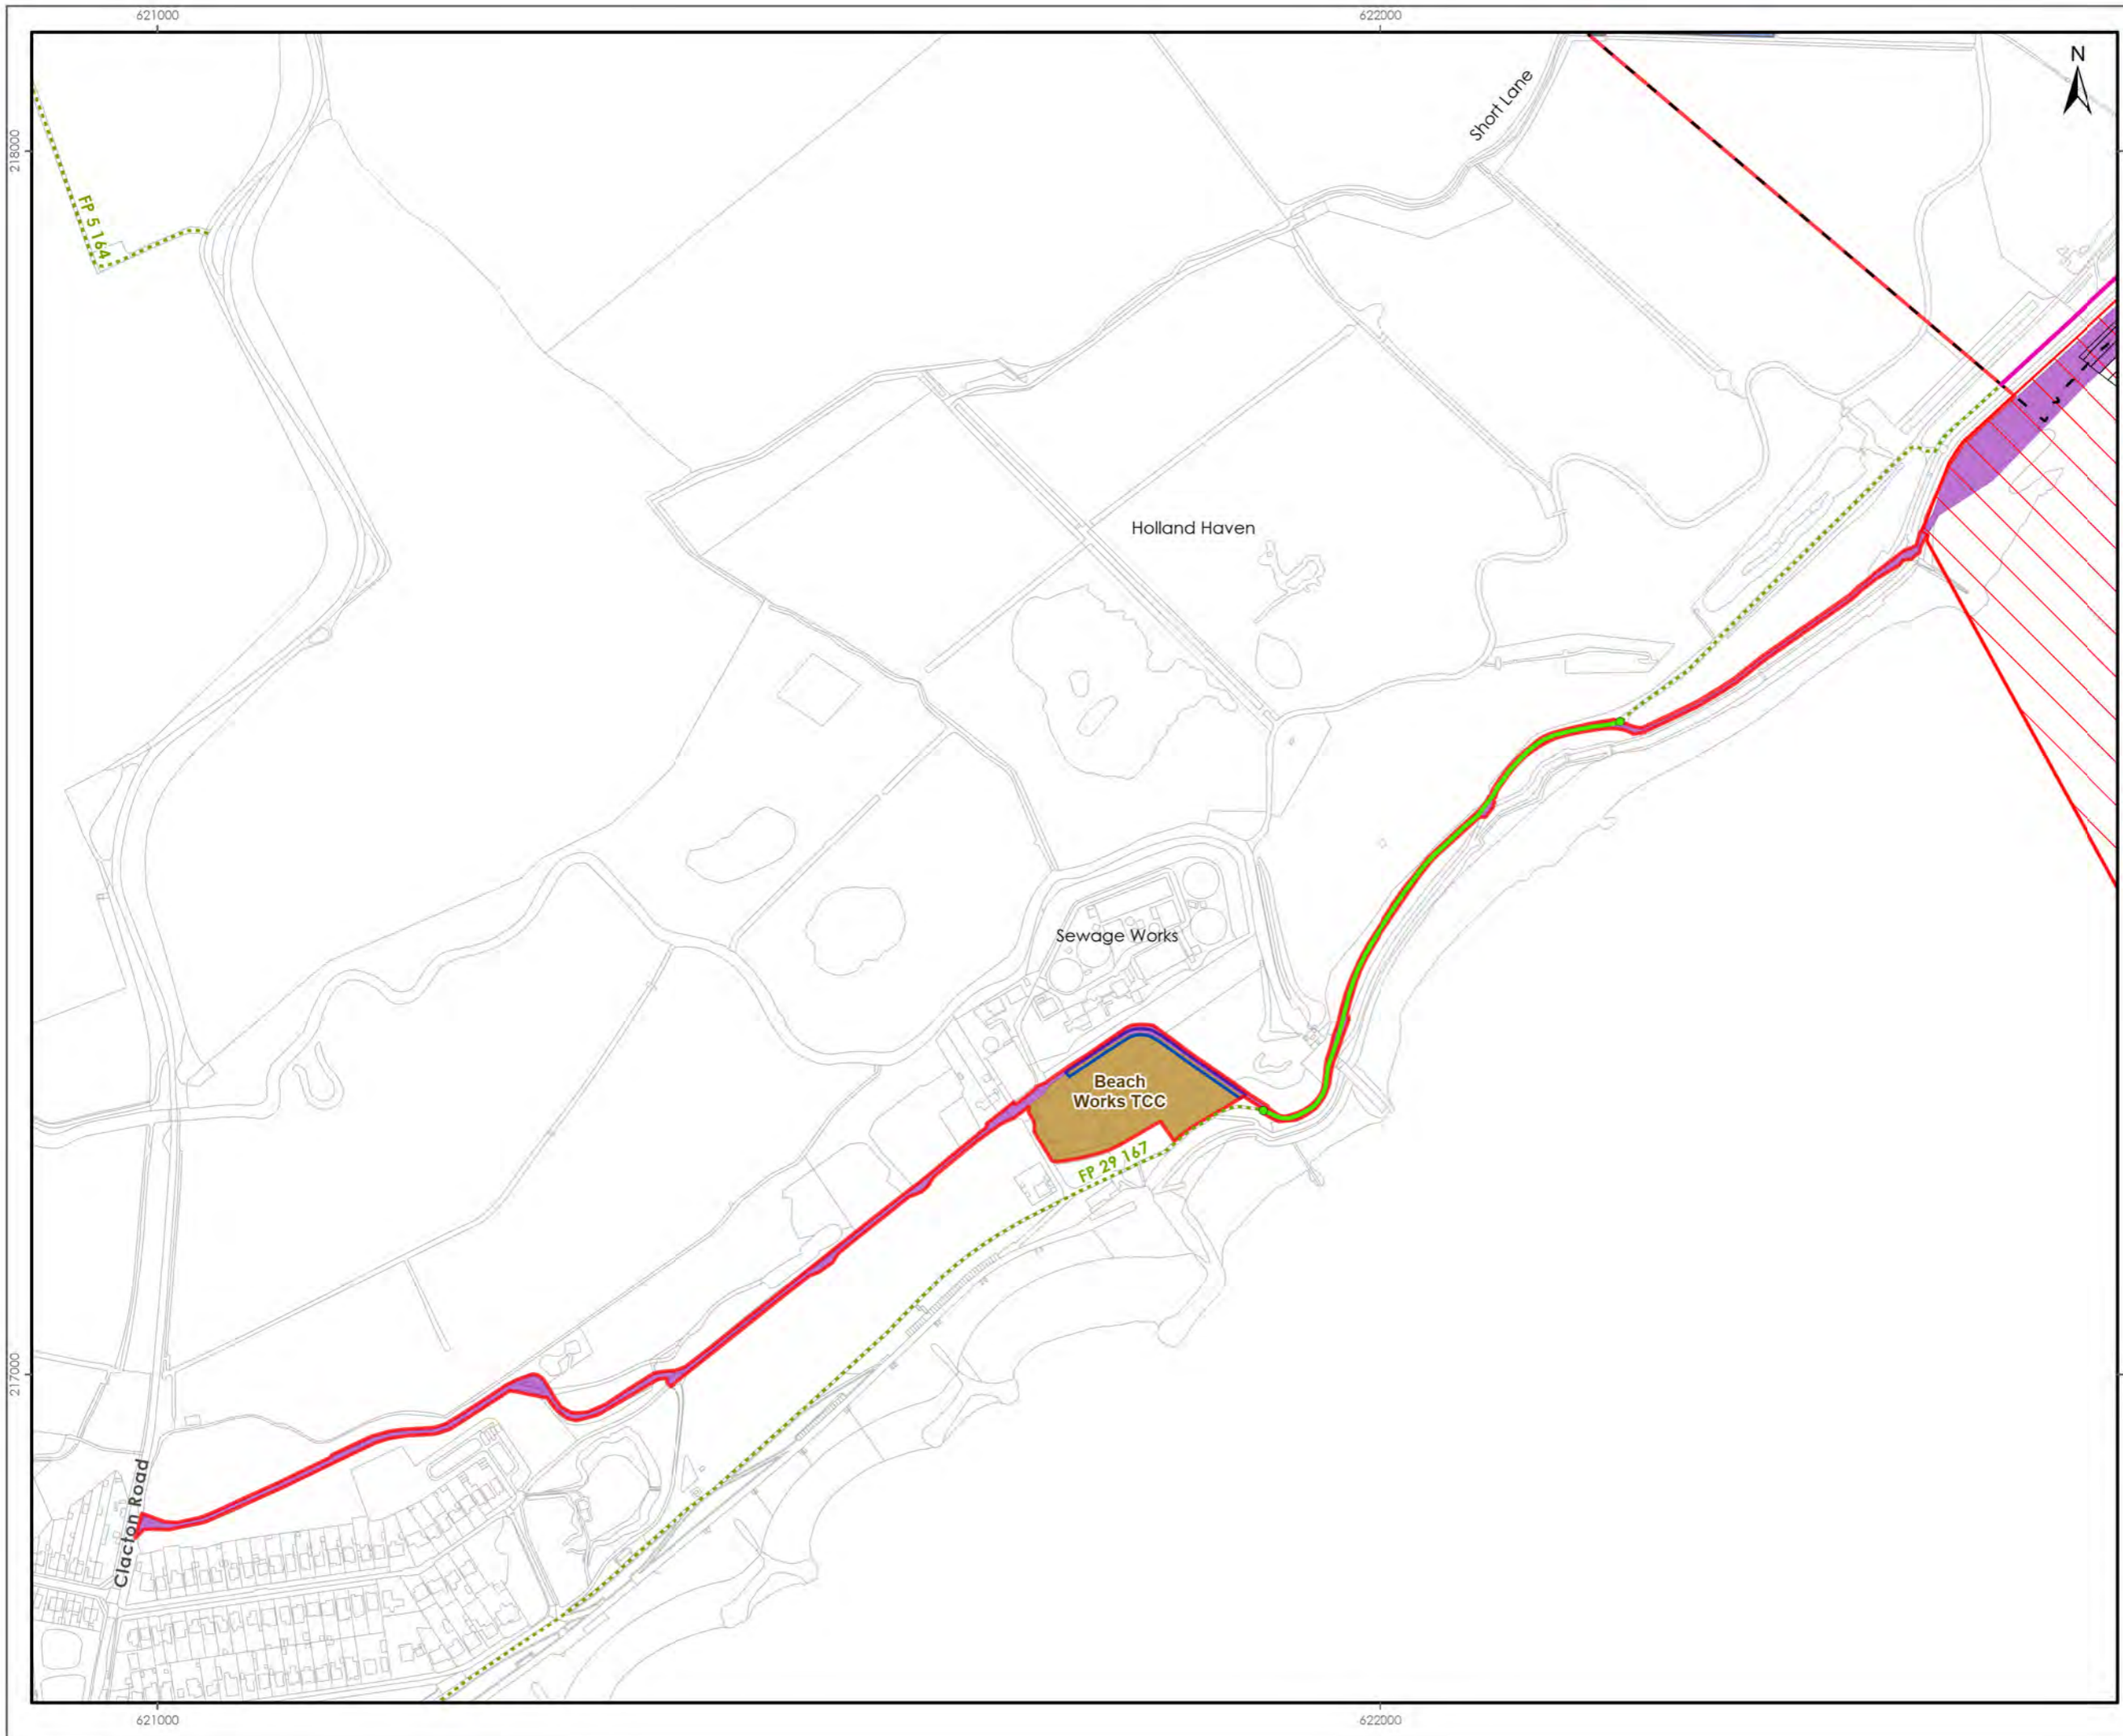 621000
622000
N
218000
Short Lane
FP 5 164
Holland Haven
Sewage Works
Beach
Works TCC
FP 29 167
217000
Clacton Road
621000
622000